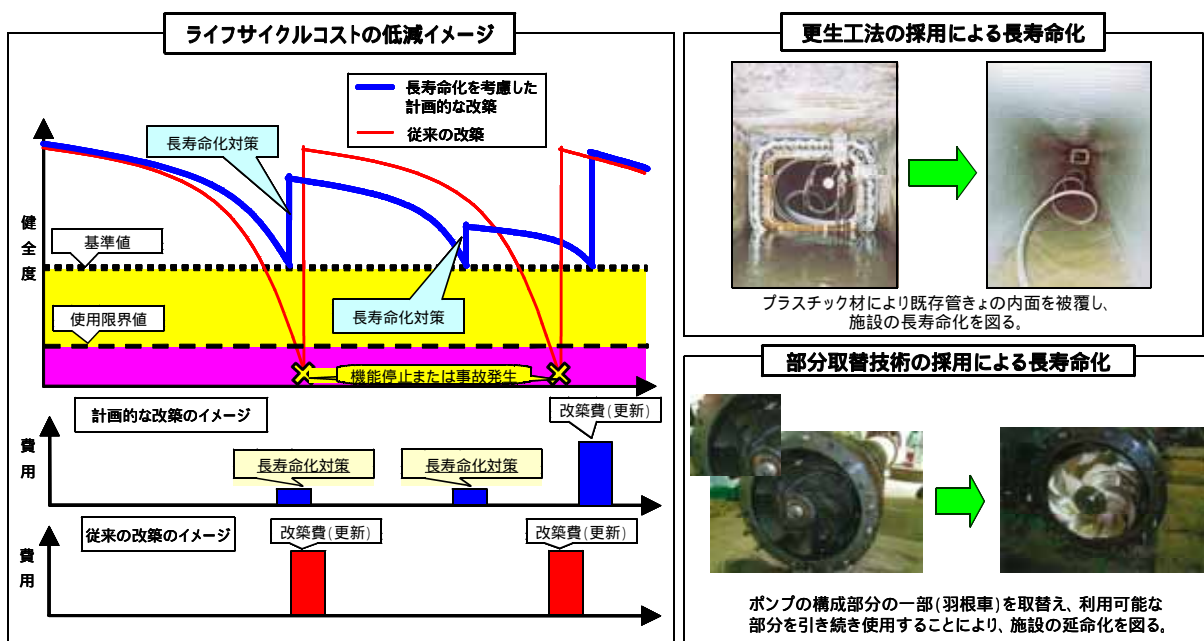 ライフサイクルコストの低減イメージ
長寿命化を考慮した
計画的な改築
従来の改築
長寿命化対策
健全度
基準値
長寿命化対策
使用限界値
機能停止または事故発生
計画的な改築のイメージ
改築費(更新)
費用
長寿命化対策
長寿命化対策
従来の改築のイメージ
改築費(更新)
改築費(更新)
費用
更生工法の採用による長寿命化
プラスチック材により既存管きょの内面を被覆し、
施設の長寿命化を図る。
部分取替技術の採用による長寿命化
ポンプの構成部分の一部(羽根車)を取替え、利用可能な
部分を引き続き使用することにより、施設の延命化を図る。